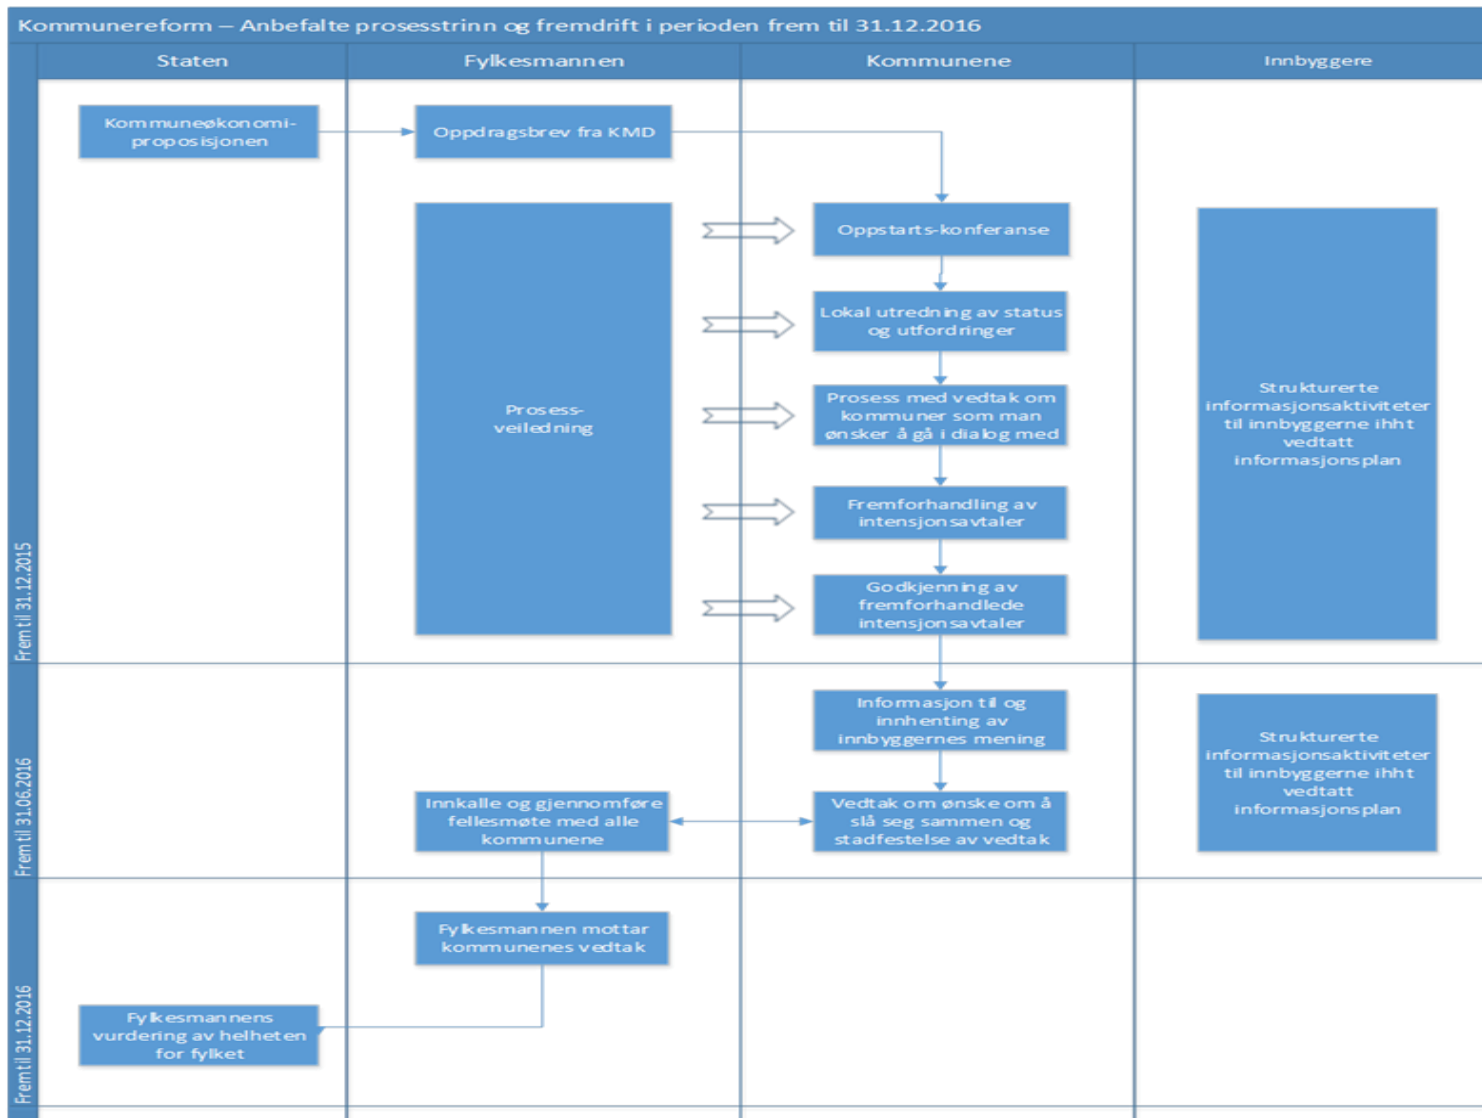 Kommunereform – Anbefalte prosesstrinn og fremdrift i perioden frem til 31.12.2016
Staten
Fylkesmannen
Kommunene
Innbyggere
Frem til 31.12.2015
Kommuneøkonomi-
proposisjonen
Oppdragsbrev fra KMD
Prosess-
veiledning
Oppstarts-konferanse
Lokal utredning av status
og utfordringer
Prosess med vedtak om
kommuner som man
ønsker å gå i dialog med
Fremforhandling av
intensjonsavtaler
Godkjenning av
fremforhandlede
intensjonsavtaler
Strukturerte
informasjonsaktiviteter
til innbyggerne ihht
vedtatt
informasjonsplan
Frem til 31.06.2016
Informasjon til og
innhenting av
innbyggernes mening
Innkalle og gjennomføre
fellesmøte med alle
kommunene
Vedtak om ønske om å
slå seg sammen og
stadfestelse av vedtak
Strukturerte
informasjonsaktiviteter
til innbyggerne ihht
vedtatt
informasjonsplan
Frem til 31.12.2016
Fylkesmannen mottar
kommunenes vedtak
Fylkesmannens
vurdering av helheten
for fylket